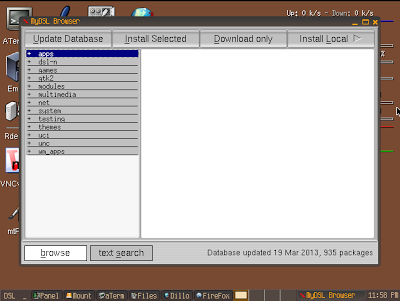 Up: 0 k/s - Down: 0 k/s
MyDSL Browser
Update Database
Install Selected
Download only
Install Local
ATer
Em
Rde
VNCv
mtF
+ apps
+ dsl-n
+ games
+ gtk2
+ modules
+ multimedia
+ net
+ system
+ testing
+ themes
+ uci
+ unc
+ wm_apps
browse
text search
Database updated 19 Mar 2013, 935 packages
DSL _ Panel Mount aTerm Files Dillo FireFox MyDSL Browser 11:58 PM